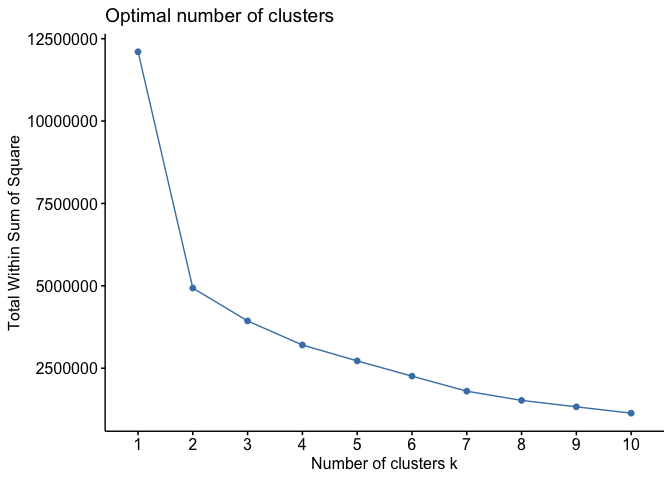 Optimal number of clusters
12500000
10000000
7500000
5000000
2500000
Total Within Sum of Square
1 2 3 4 5 6 7 8 9 10
Number of clusters k